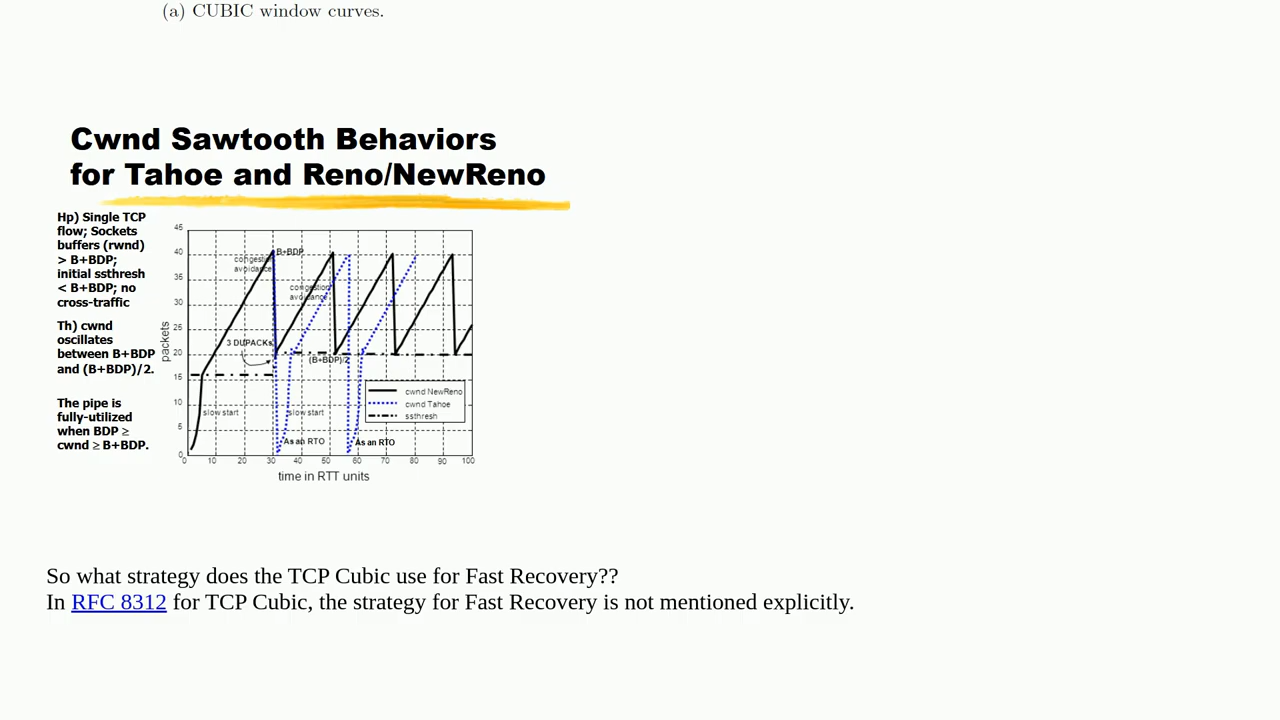 (a) CUBIC window curves.
Cwnd Sawtooth Behaviors
for Tahoe and Reno/NewReno
Hp) Single TCP
flow; Sockets
buffers (rwnd)
> B+BDP;
initial ssthresh
< B+BDP; no
cross-traffic
Th) cwnd
oscillates
between B+BDP
and (B+BDP)/2.
The pipe is
fully-utilized
when BDP ≥
cwnd ≥ B+BDP.
packets
45
40
35
30
25
20
15
10
5
0
B+BDP
congestion
avoidance
congestion
avoidance
3 DUPACKs
(B+BDP)/2
slow start
slow start
As an RTO
As an RTO
cwnd NewReno
cwnd Tahoe
ssthresh
0 10 20 30 40 50 60 70 80 90 100
time in RTT units
So what strategy does the TCP Cubic use for Fast Recovery??
In RFC 8312 for TCP Cubic, the strategy for Fast Recovery is not mentioned explicitly.